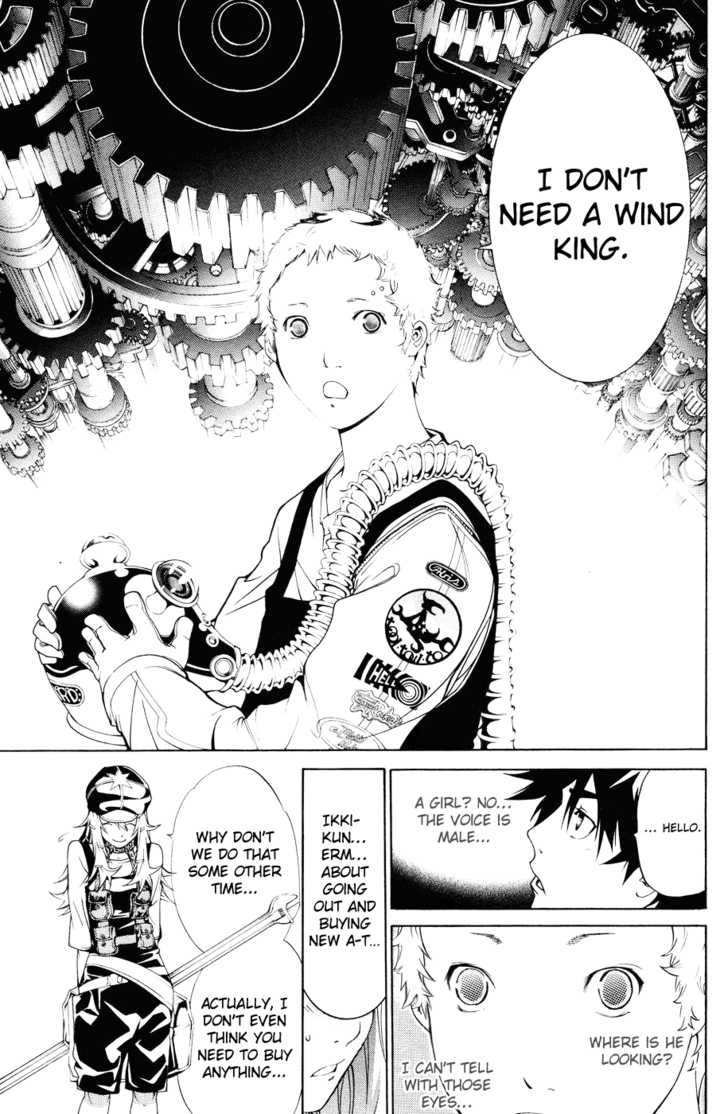 I DON'T
NEED A WIND
KING.
... HELLO.
A GIRL? NO...
THE VOICE IS
MALE...
WHERE IS HE
LOOKING?
I CAN'T TELL
WITH THOSE
EYES...
IKKI-
KUN...
ERM...
ABOUT
GOING
OUT AND
BUYING
NEW A-T...
WHY DON'T
WE DO THAT
SOME OTHER
TIME...
ACTUALLY, I
DON'T EVEN
THINK YOU
NEED TO BUY
ANYTHING...